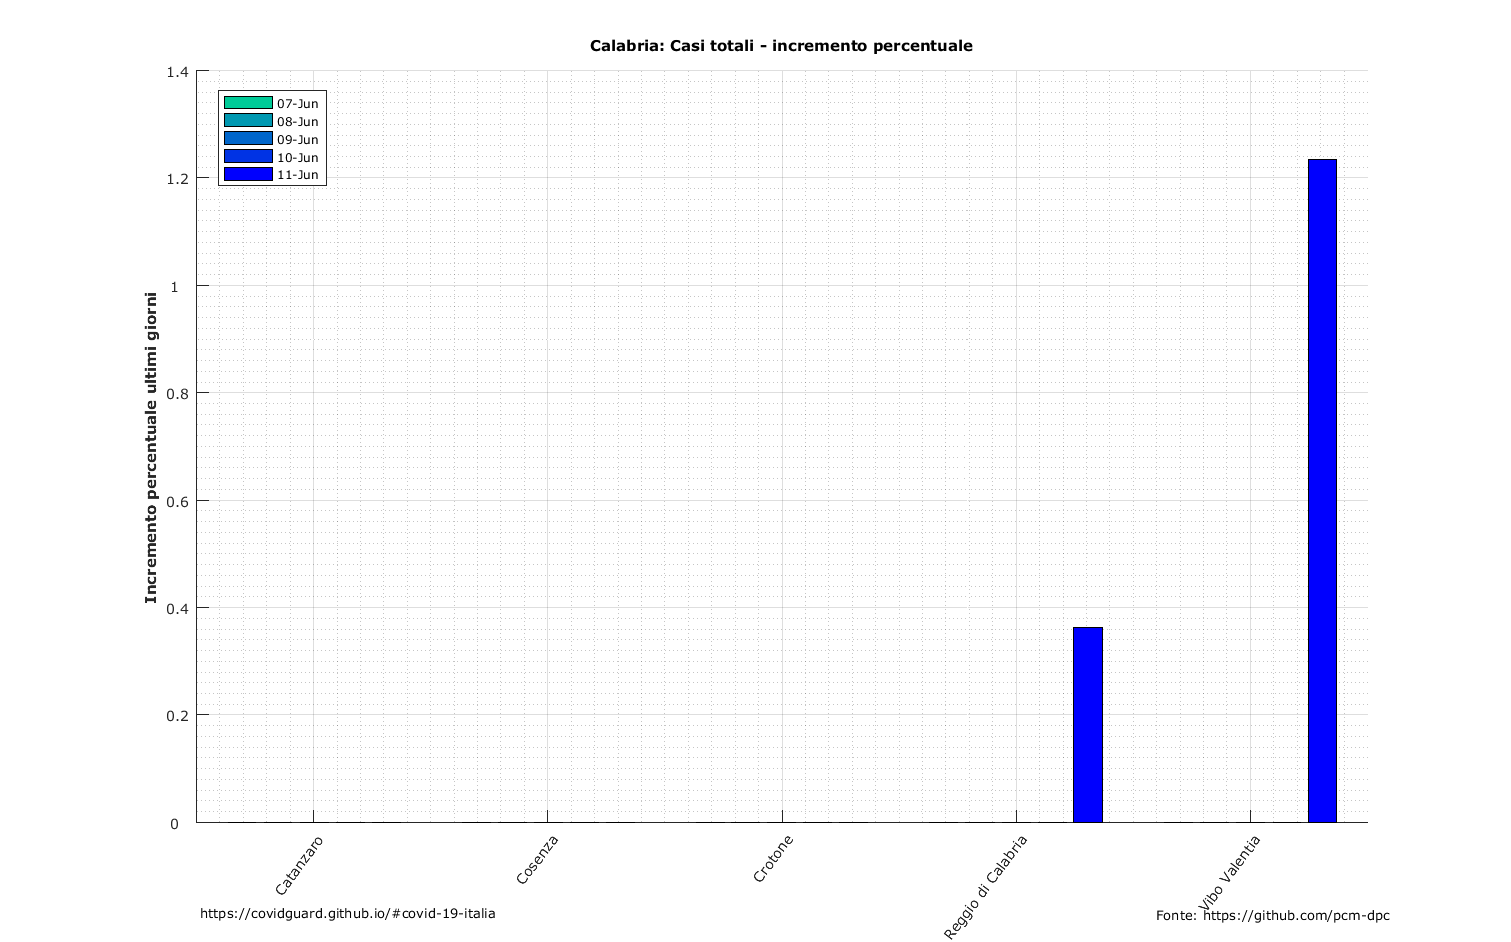 Calabria: Casi totali - incremento percentuale
1.4
1.2
1
0.8
0.6
0.4
0.2
0
Incremento percentuale ultimi giorni
07-Jun
08-Jun
09-Jun
10-Jun
11-Jun
Catanzaro
Cosenza
Crotone
Reggio di Calabria
Vibo Valentia
https://covidguard.github.io/#covid-19-italia
Fonte: https://github.com/pcm-dpc